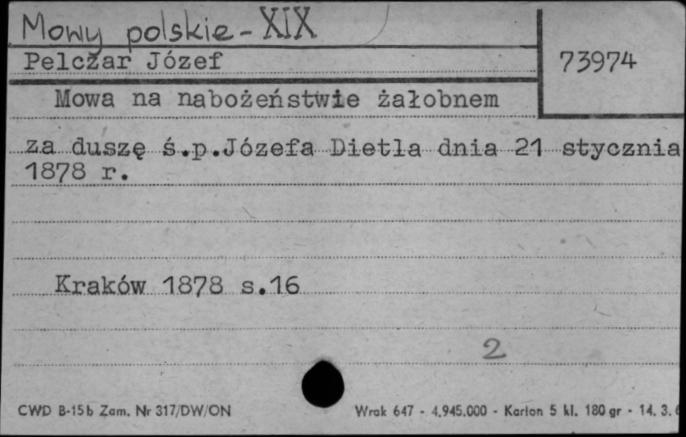 Mowy polskie - XIX
Pelczar Józef
73974
Mowa na nabożeństwie żałobnem
za duszę ś.p.Józefa Dietla dnia 21 stycznia
1878 r.
Kraków 1878 s.16
2
CWD B-15b Zam. Nr 317/DW/ON
Wrak 647 - 4.945.000 - Karton 5 kl. 180 gr - 14. 3.